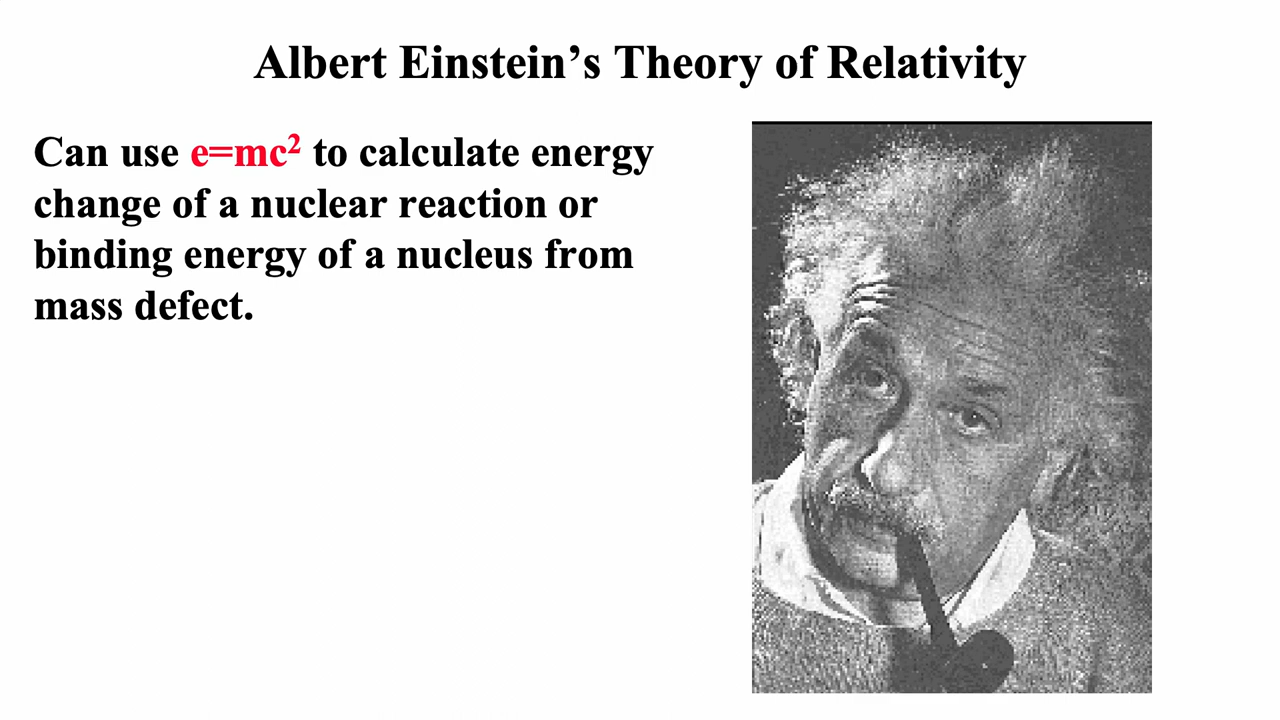 Albert Einstein’s Theory of Relativity
Can use e=mc² to calculate energy
change of a nuclear reaction or
binding energy of a nucleus from
mass defect.